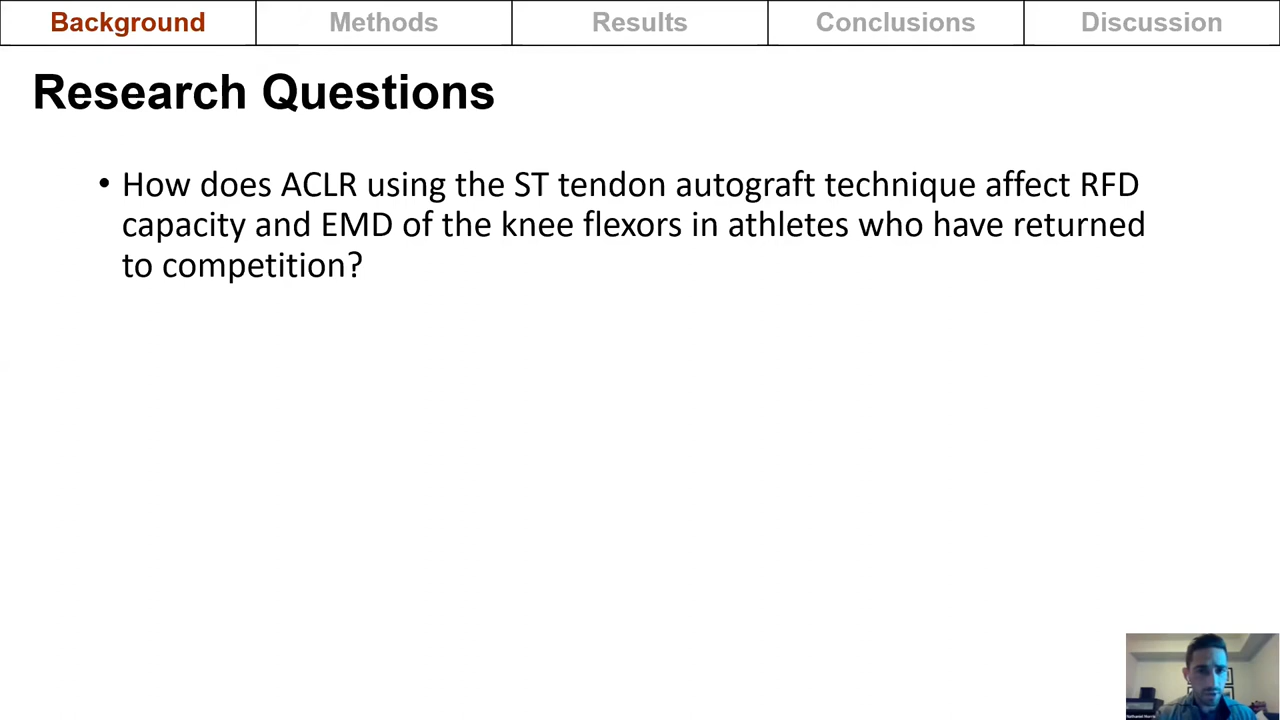 Background Methods Results Conclusions Discussion
Research Questions
• How does ACLR using the ST tendon autograft technique affect RFD
capacity and EMD of the knee flexors in athletes who have returned
to competition?